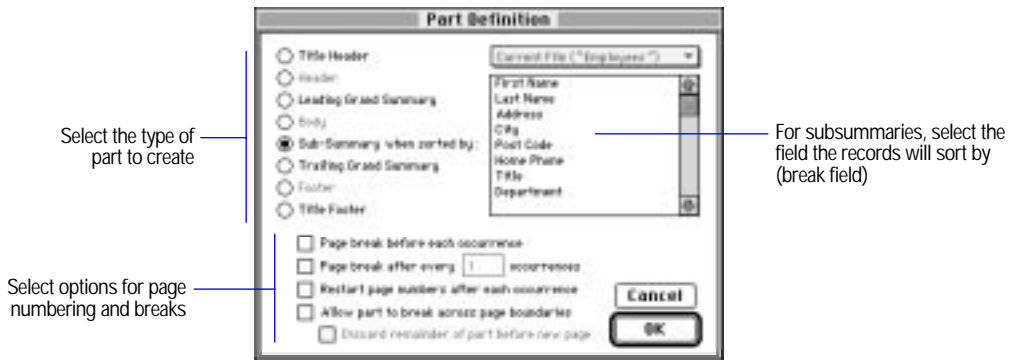 Part Definition
Title Header
Current File ("Employees")
Header
Leading Grand Summary
Body
Sub-Summary when sorted by:
Trailing Grand Summary
Footer
Title Footer
First Name
Last Name
Address
City
Post Code
Home Phone
Title
Department
Select the type of
part to create
For subsummaries, select the
field the records will sort by
(break field)
Page break before each occurrence
Page break after every 1 occurrences
Restart page numbers after each occurrence
Allow part to break across page boundaries
Discard remainder of part before new page
Select options for page
numbering and breaks
Cancel
OK